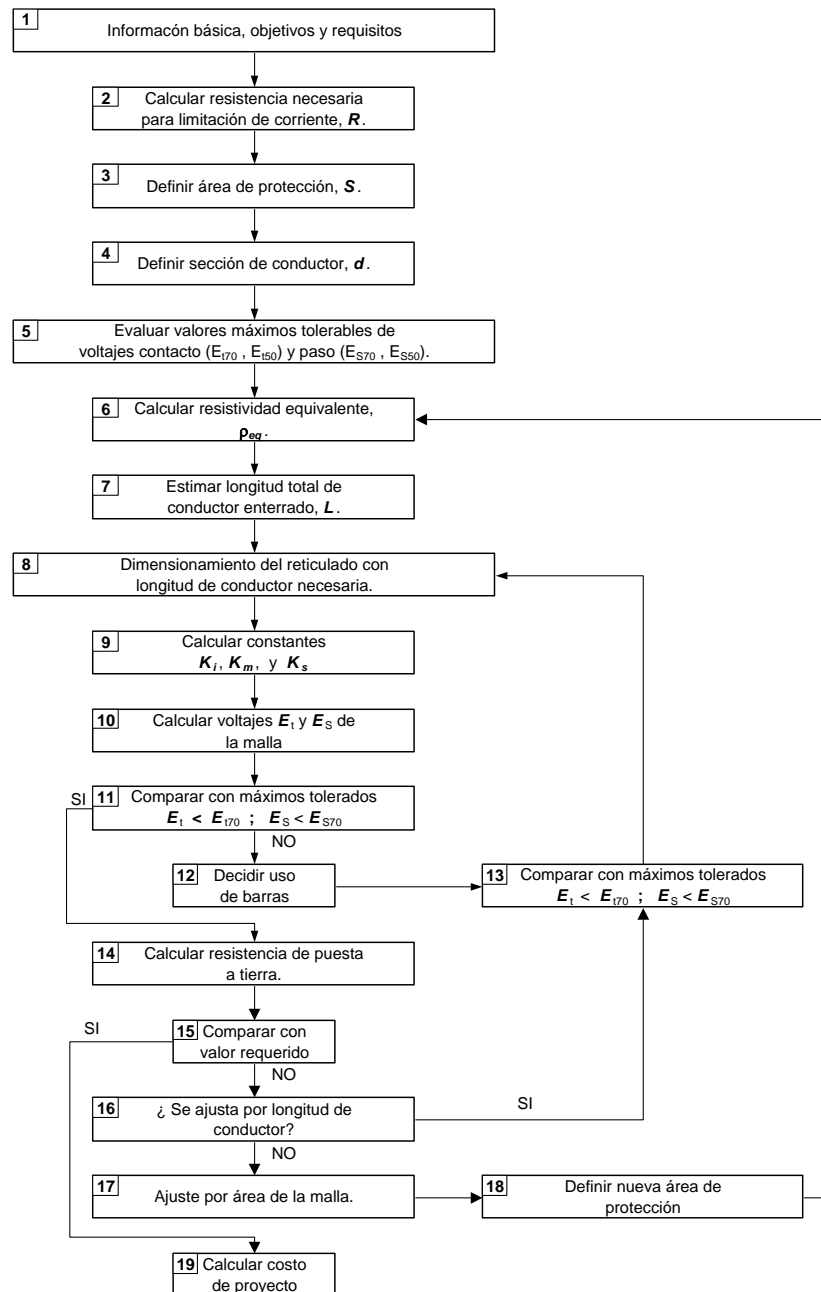 1
Informacón básica, objetivos y requisitos
2
Calcular resistencia necesaria
para limitación de corriente, R.
3
Definir área de protección, S.
4
Definir sección de conductor, d.
5
Evaluar valores máximos tolerables de
voltajes contacto (Et70 , Et50) y paso (ES70 , ES50).
6
Calcular resistividad equivalente,
ρeq.
7
Estimar longitud total de
conductor enterrado, L.
8
Dimensionamiento del reticulado con
longitud de conductor necesaria.
9
Calcular constantes
Ki, Km, y Ks
10
Calcular voltajes Et y ES de
la malla
SI
11
Comparar con máximos tolerados
Et < Et70 ; ES < ES70
NO
12
Decidir uso
de barras
13
Comparar con máximos tolerados
Et < Et70 ; ES < ES70
14
Calcular resistencia de puesta
a tierra.
SI
15
Comparar con
valor requerido
NO
16
¿ Se ajusta por longitud de
conductor?
SI
NO
17
Ajuste por área de la malla.
18
Definir nueva área de
protección
19
Calcular costo
de proyecto